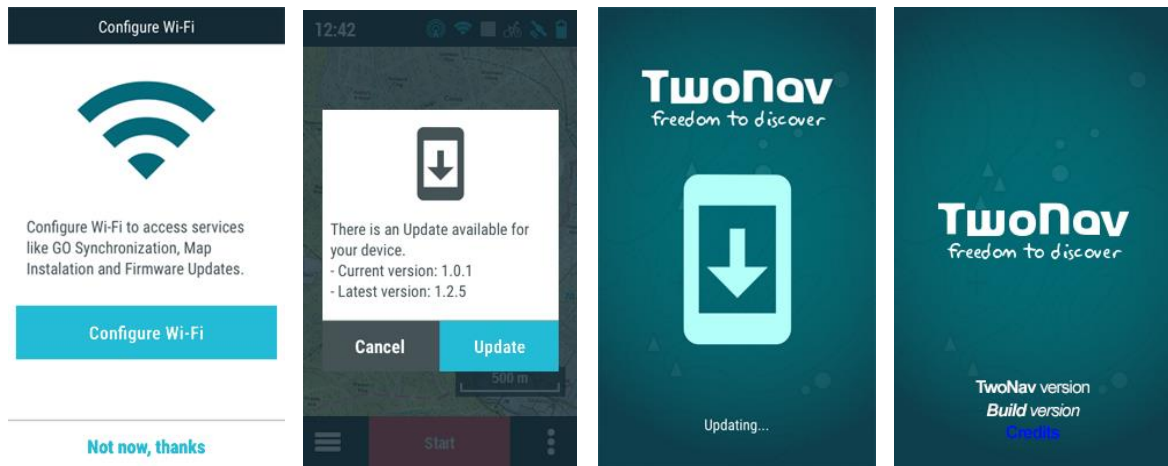 Configure Wi-Fi
Configure Wi-Fi to access services
like GO Synchronization, Map
Instalation and Firmware Updates.
Configure Wi-Fi
Not now, thanks
12:42
There is an Update available for
your device.
- Current version: 1.0.1
- Latest version: 1.2.5
Cancel
Update
500 m
Start
TwoNav
freedom to discover
Updating...
TwoNav
freedom to discover
TwoNav version
Build version
Credits